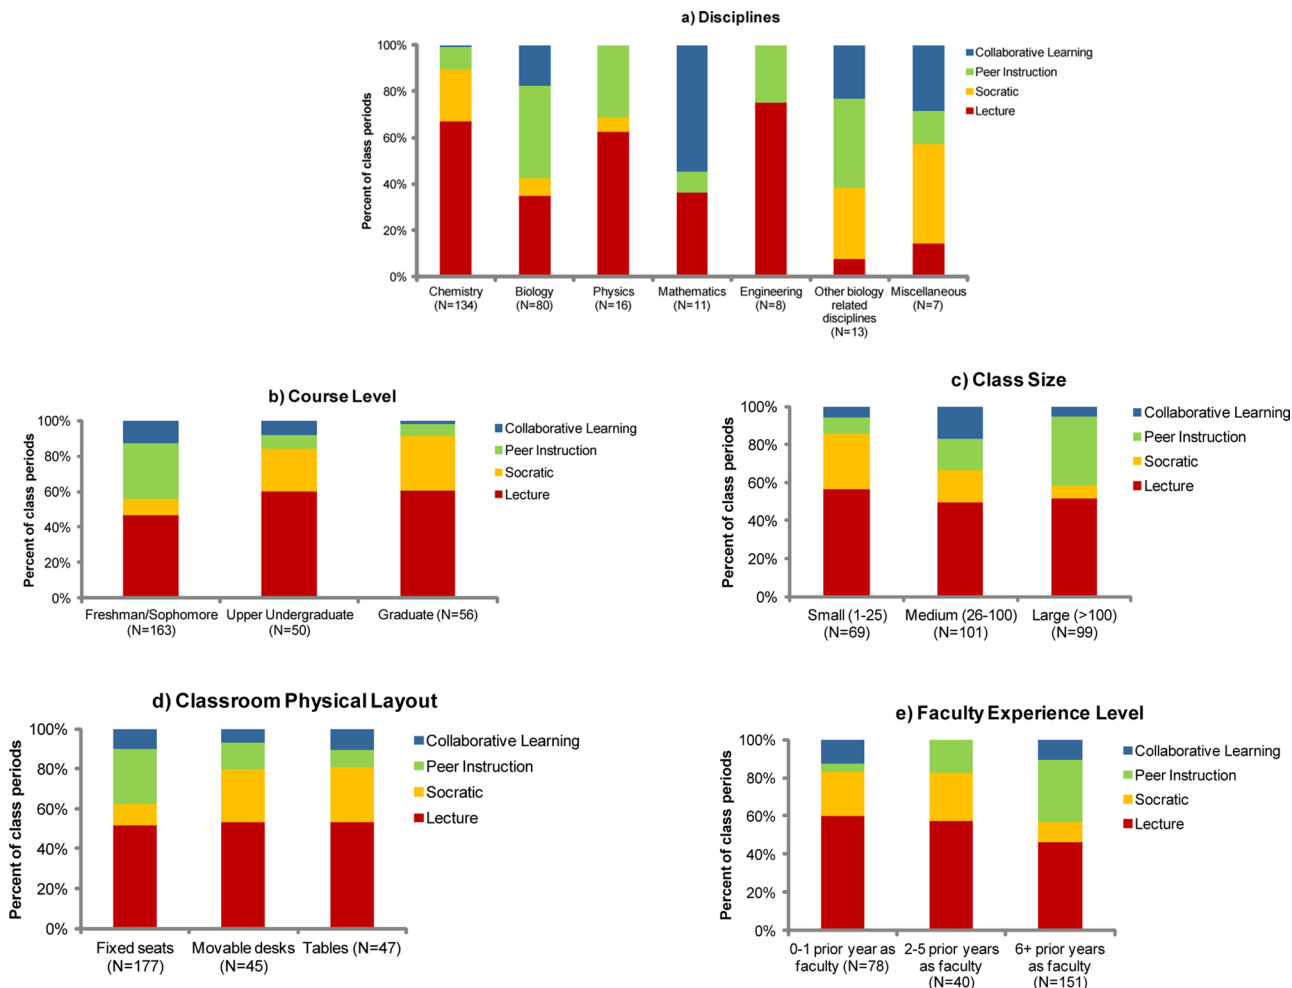 a) Disciplines
Percent of class periods
100%
80%
60%
40%
20%
0%
Collaborative Learning
Peer Instruction
Socratic
Lecture
Chemistry
(N=134)
Biology
(N=80)
Physics
(N=16)
Mathematics
(N=11)
Engineering
(N=8)
Other biology
related
disciplines
(N=13)
Miscellaneous
(N=7)
b) Course Level
Percent of class periods
100%
80%
60%
40%
20%
0%
Collaborative Learning
Peer Instruction
Socratic
Lecture
Freshman/Sophomore
(N=163)
Upper Undergraduate
(N=50)
Graduate (N=56)
c) Class Size
Percent of class periods
100%
80%
60%
40%
20%
0%
Collaborative Learning
Peer Instruction
Socratic
Lecture
Small (1-25)
(N=69)
Medium (26-100)
(N=101)
Large (>100)
(N=99)
d) Classroom Physical Layout
Percent of class periods
100%
80%
60%
40%
20%
0%
Collaborative Learning
Peer Instruction
Socratic
Lecture
Fixed seats
(N=177)
Movable desks
(N=45)
Tables (N=47)
e) Faculty Experience Level
Percent of class periods
100%
80%
60%
40%
20%
0%
Collaborative Learning
Peer Instruction
Socratic
Lecture
0-1 prior year as
faculty (N=78)
2-5 prior years
as faculty
(N=40)
6+ prior years
as faculty
(N=151)